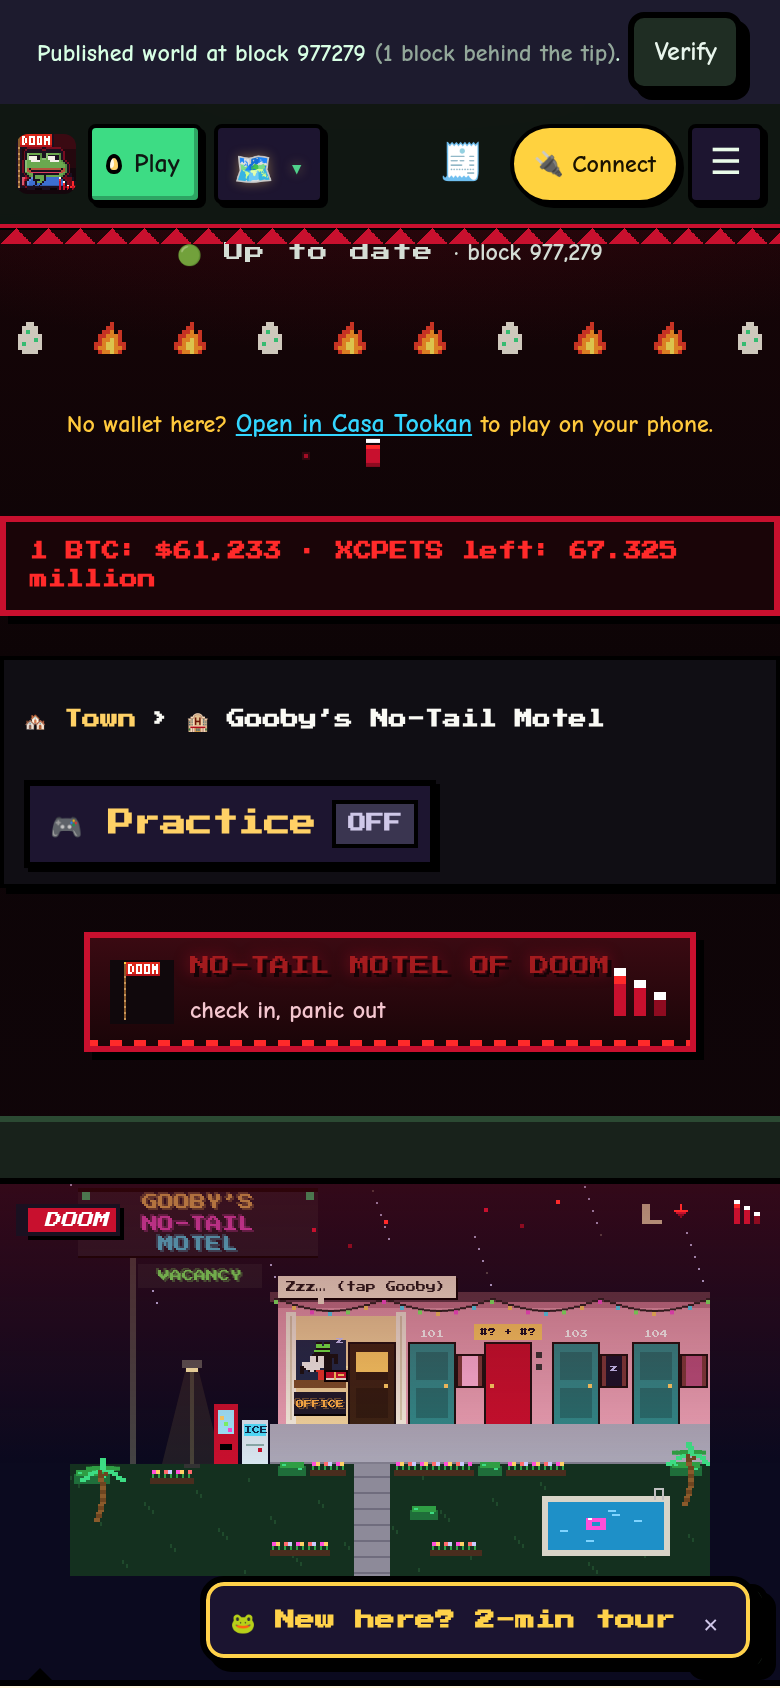 Published world at block 977279 (1 block behind the tip).
Verify
DOOM
Play
Connect
Up to date · block 977,279
No wallet here? Open in Casa Tookan to play on your phone.
1 BTC: $61,233 · XCPETS left: 67.325
million
Town › Gooby's No-Tail Motel
Practice OFF
DOOM
NO-TAIL MOTEL OF DOOM
check in, panic out
DOOM
GOOBY'S
NO-TAIL
MOTEL
VACANCY
Zzz… (tap Gooby)
101
#? + #?
103
104
z
z
OFFICE
ICE
New here? 2-min tour ×